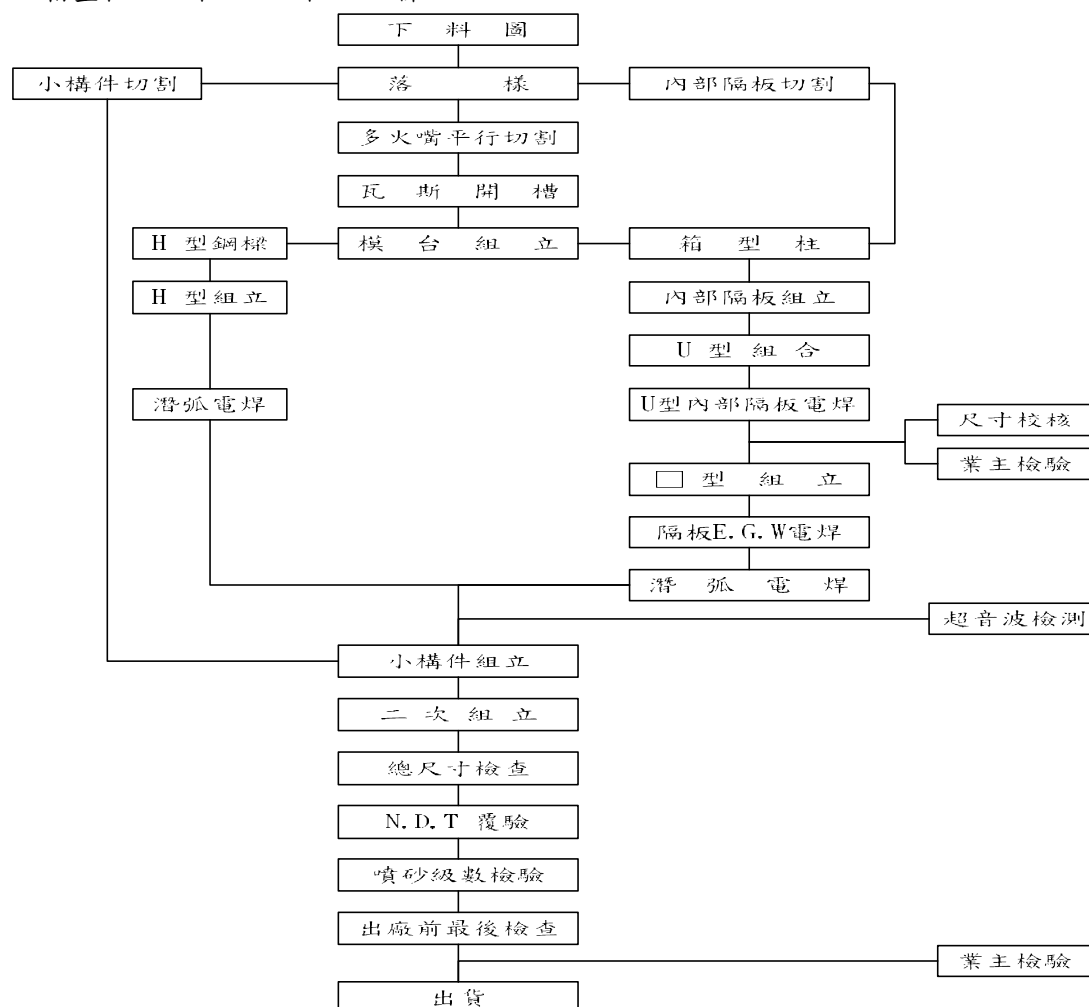 下料圖
小構件切割
落樣
內部隔板切割
多火嘴平行切割
瓦斯開槽
H 型鋼樑
模台組立
箱型柱
H 型組立
內部隔板組立
U 型組合
潛弧電焊
U型內部隔板電焊
尺寸校核
業主檢驗
□型組立
隔板E.G.W電焊
潛弧電焊
超音波檢測
小構件組立
二次組立
總尺寸檢查
N.D.T 覆驗
噴砂級數檢驗
出廠前最後檢查
業主檢驗
出貨